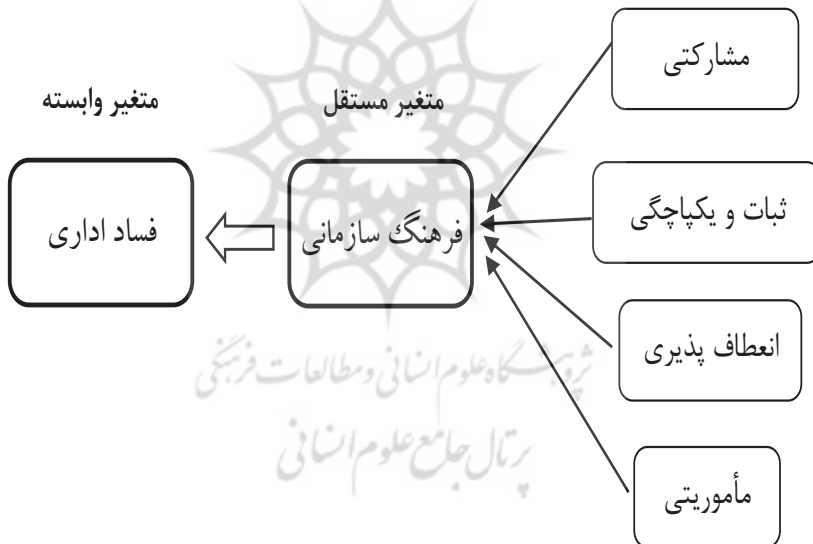 مشارکتی
متغیر مستقل
متغیر وابسته
ثبات و یکپاچگی
فرهنگ سازمانی
فساد اداری
انعطاف پذیری
پژوهشگاه علوم انسانی و مطالعات فرهنگی
پرتال جامع علوم انسانی
مأموریتی